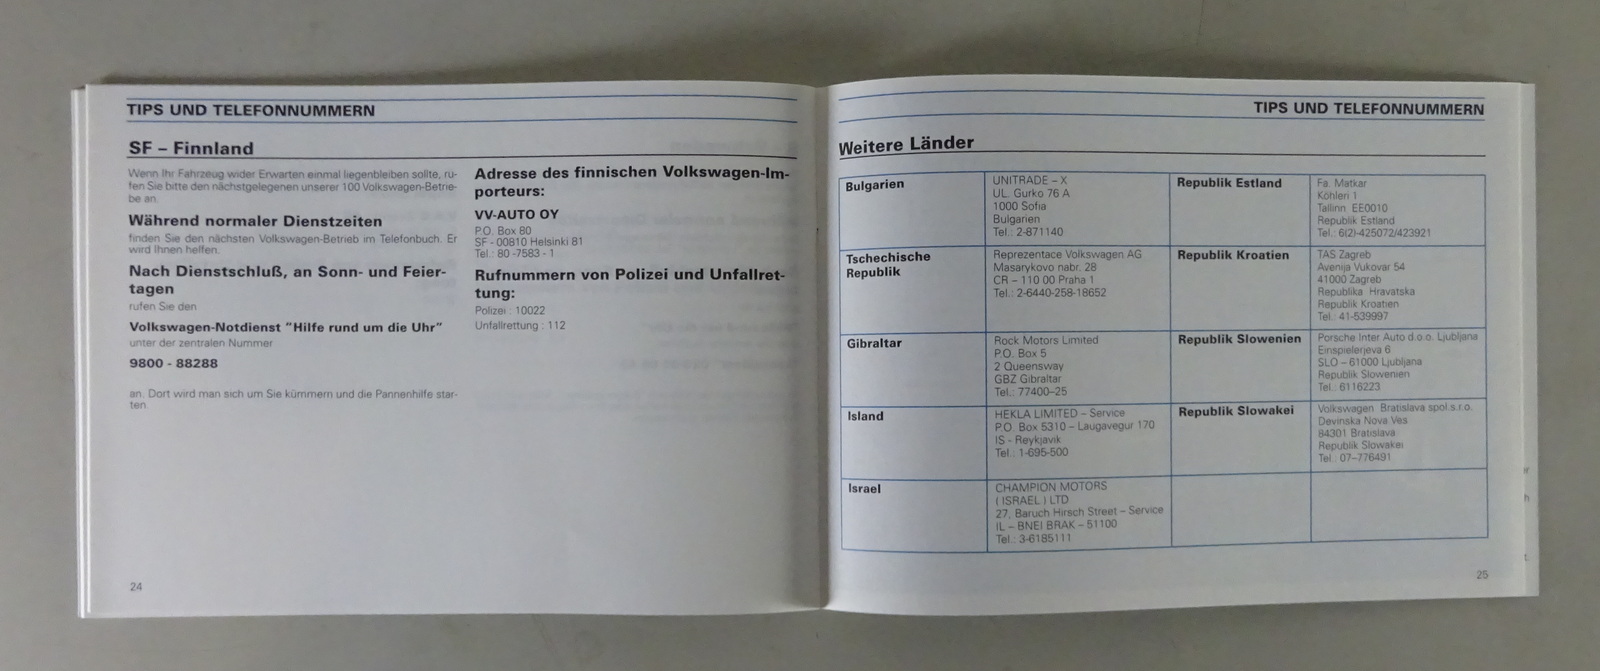 TIPS UND TELEFONNUMMERN
SF – Finnland
Wenn Ihr Fahrzeug wider Erwarten einmal liegenbleiben sollte, ru-
fen Sie bitte den nächstgelegenen unserer 100 Volkswagen-Betrie-
be an.
Während normaler Dienstzeiten
finden Sie den nächsten Volkswagen-Betrieb im Telefonbuch. Er
wird Ihnen helfen.
Nach Dienstschluß, an Sonn- und Feier-
tagen
rufen Sie den
Volkswagen-Notdienst "Hilfe rund um die Uhr"
unter der zentralen Nummer
9800 - 88288
an. Dort wird man sich um Sie kümmern und die Pannenhilfe star-
ten.
Adresse des finnischen Volkswagen-Im-
porteurs:
VV-AUTO OY
P.O. Box 80
SF - 00810 Helsinki 81
Tel.: 80 -7583 - 1
Rufnummern von Polizei und Unfallret-
tung:
Polizei : 10022
Unfallrettung : 112
24
TIPS UND TELEFONNUMMERN
Weitere Länder
Bulgarien
UNITRADE – X
UL. Gurko 76 A
1000 Sofia
Bulgarien
Tel.: 2-871140
Republik Estland
Fa. Matkar
Köhleri 1
Tallinn EE0010
Republik Estland
Tel.: 6(2)-425072/423921
Tschechische
Republik
Reprezentace Volkswagen AG
Masarykovo nabr. 28
CR – 110 00 Praha 1
Tel.: 2-6440-258-18652
Republik Kroatien
TAS Zagreb
Avenija Vukovar 54
41000 Zagreb
Republika Hravatska
Republik Kroatien
Tel.: 41-539997
Gibraltar
Rock Motors Limited
P.O. Box 5
2 Queensway
GBZ Gibraltar
Tel.: 77400–25
Republik Slowenien
Porsche Inter Auto d.o.o. Ljubljana
Einspielerjeva 6
SLO – 61000 Ljubljana
Republik Slowenien
Tel.: 6116223
Island
HEKLA LIMITED – Service
P.O. Box 5310 – Laugavegur 170
IS - Reykjavik
Tel.: 1-695-500
Republik Slowakei
Volkswagen Bratislava spol.s.r.o.
Devinska Nova Ves
84301 Bratislava
Republik Slowakei
Tel.: 07–776491
Israel
CHAMPION MOTORS
( ISRAEL ) LTD
27, Baruch Hirsch Street – Service
IL – BNEI BRAK – 51100
Tel.: 3-6185111
25